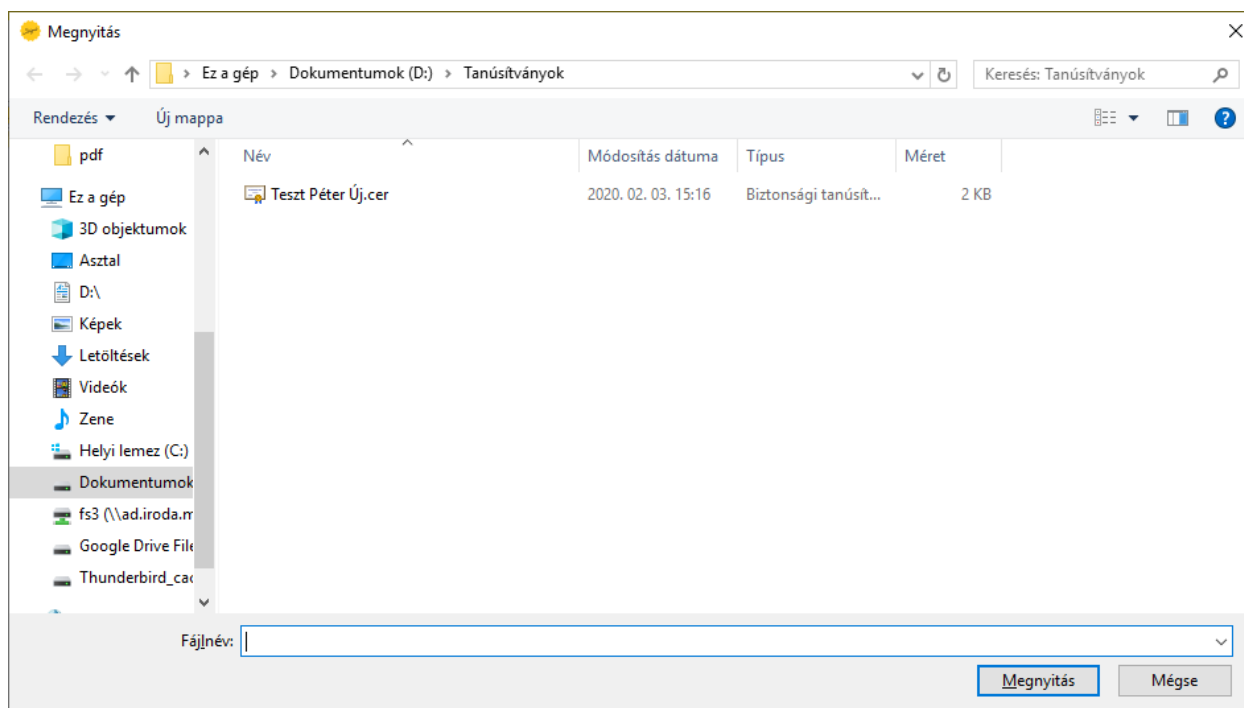 Megnyitás
Ez a gép > Dokumentumok (D:) > Tanúsítványok
Keresés: Tanúsítványok
Rendezés
Új mappa
Név
Módosítás dátuma
Típus
Méret
Teszt Péter Új.cer
2020. 02. 03. 15:16
Biztonsági tanúsít...
2 KB
pdf
Ez a gép
3D objektumok
Asztal
D:\
Képek
Letöltések
Videók
Zene
Helyi lemez (C:)
Dokumentumok
fs3 (\\ad.iroda.m
Google Drive File
Thunderbird_cac
Fájlnév:
Megnyitás
Mégse